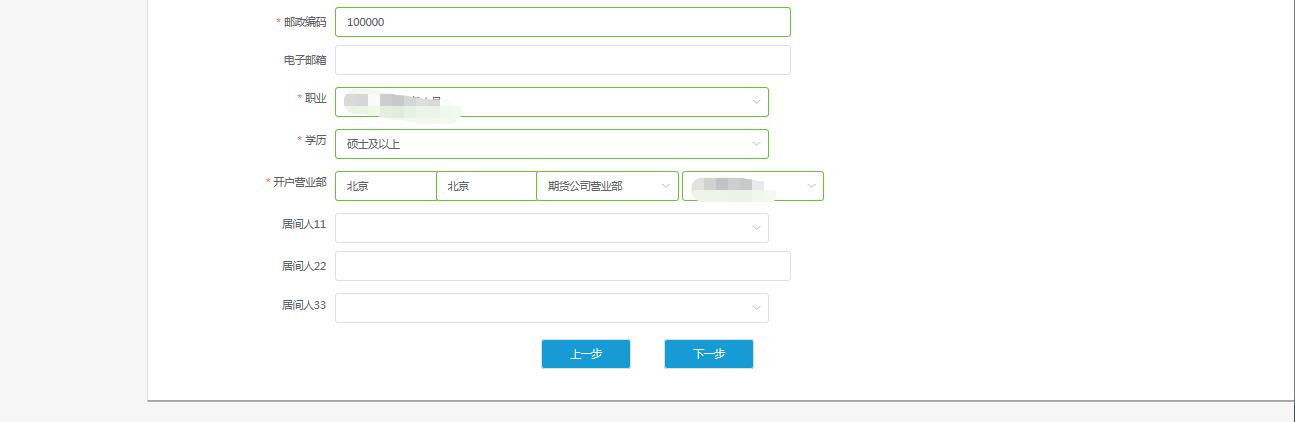 * 邮政编码 100000
电子邮箱
* 职业
* 学历 硕士及以上
* 开户营业部 北京 北京 期货公司营业部
居间人11
居间人22
居间人33
上一步 下一步